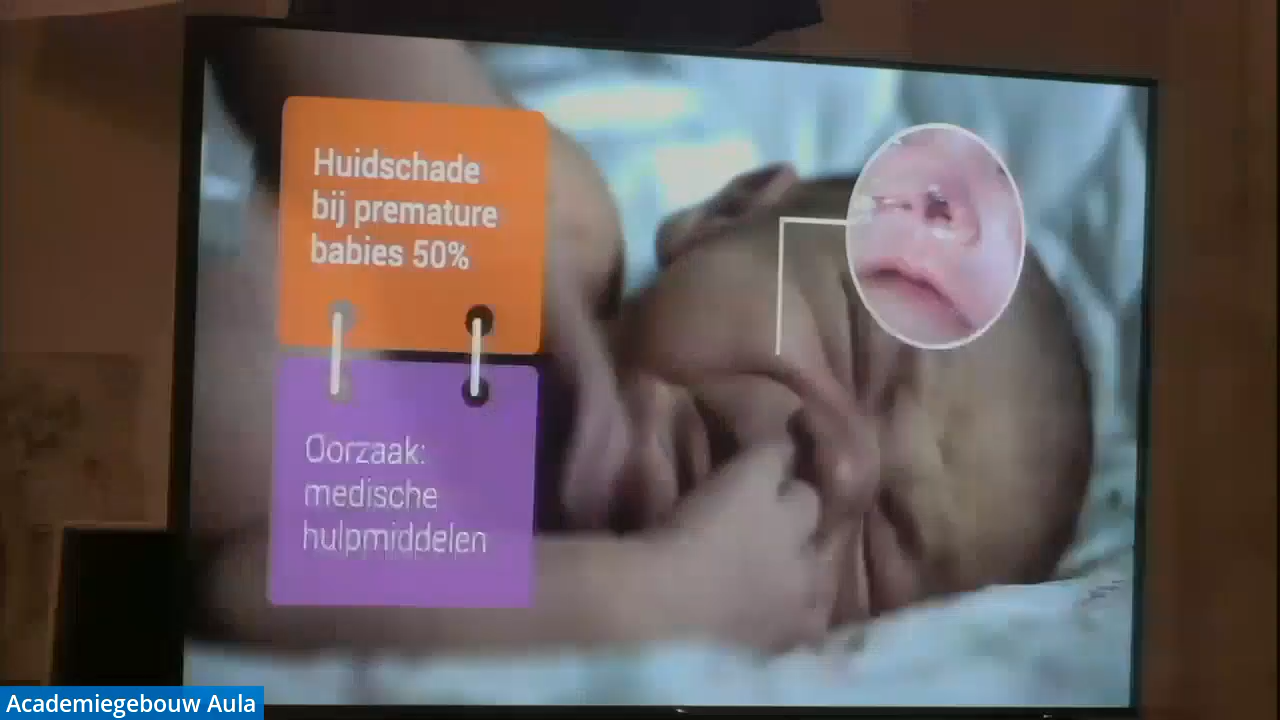 Huidschade
bij premature
babies 50%
Oorzaak:
medische
hulpmiddelen
Academiegebouw Aula